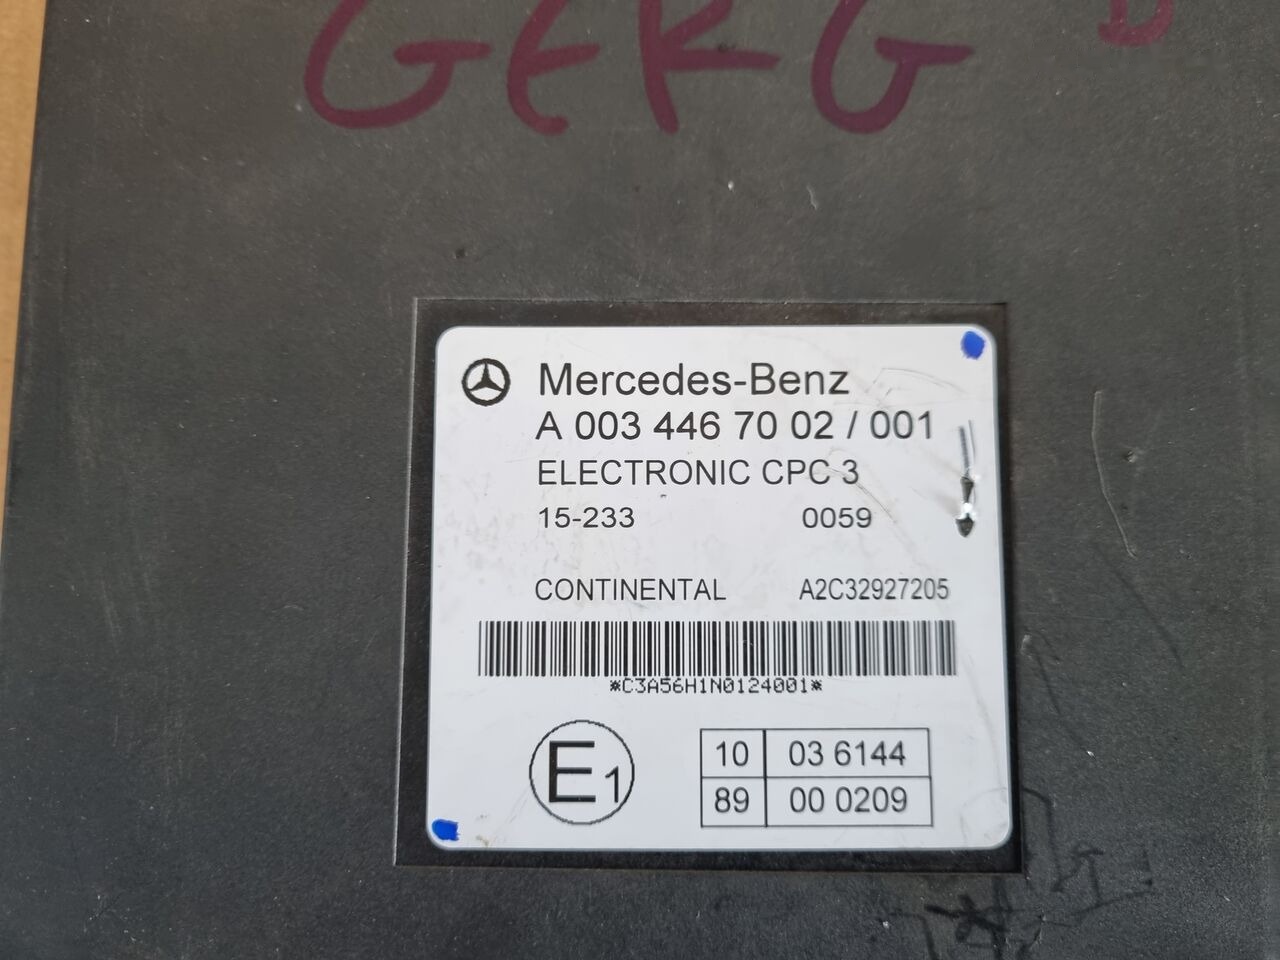 GERG D
Mercedes-Benz
A 003 446 70 02 / 001
ELECTRONIC CPC 3
15-233 0059
CONTINENTAL A2C32927205
*C3A56H1N0124001*
E1
10 03 6144
89 00 0209